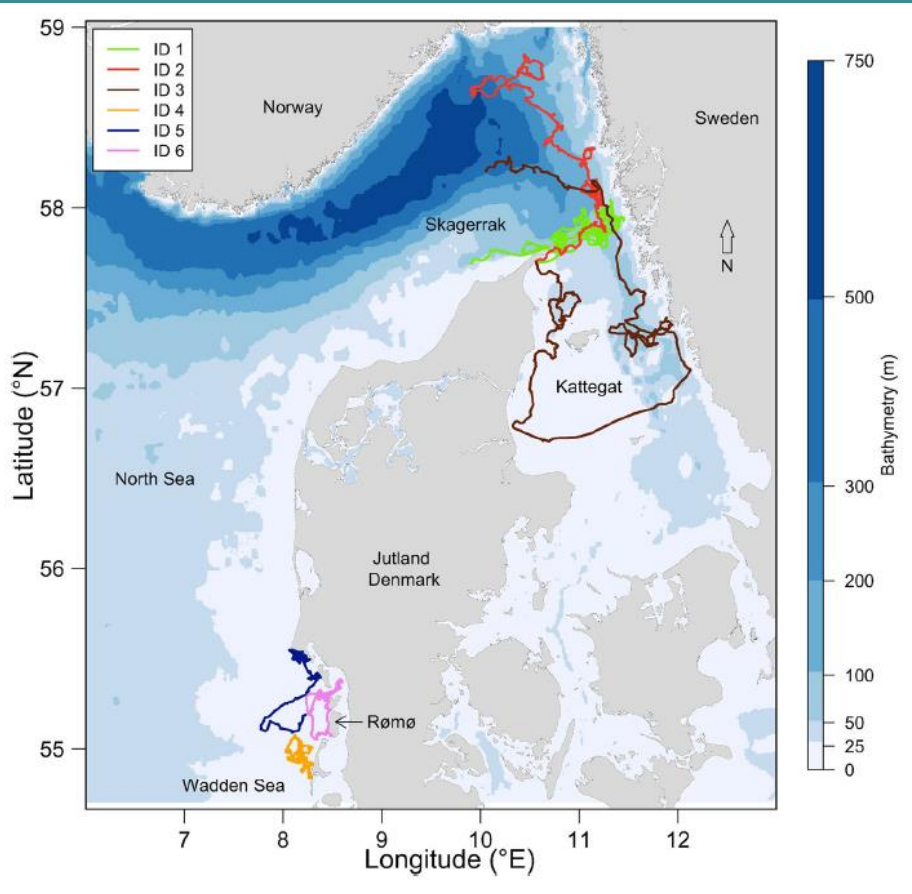 59
58
57
56
55
Latitude (°N)
ID 1
ID 2
ID 3
ID 4
ID 5
ID 6
Norway
Sweden
Skagerrak
N
Kattegat
North Sea
Jutland
Denmark
Rømø
Wadden Sea
7
8
9
10
11
12
Longitude (°E)
750
500
300
200
100
50
25
0
Bathymetry (m)